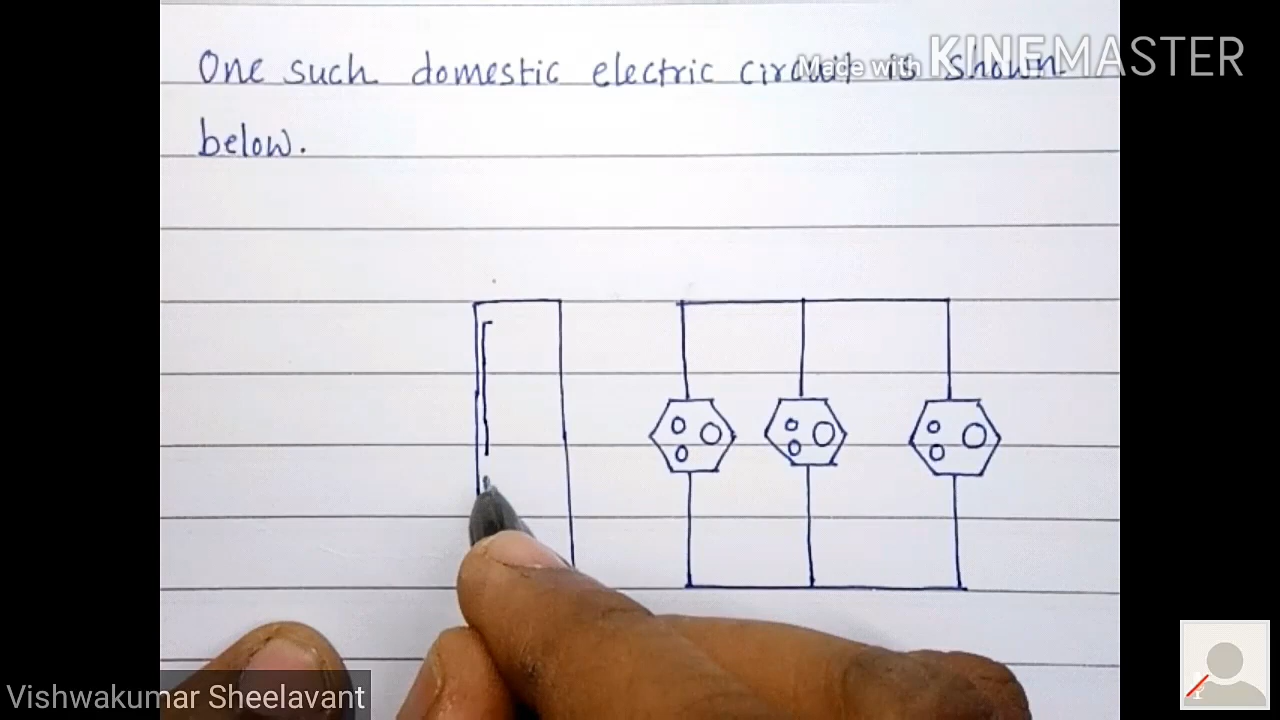 One such domestic electric circuit is shown
Made with KINEMASTER
below.
Vishwakumar Sheelavant